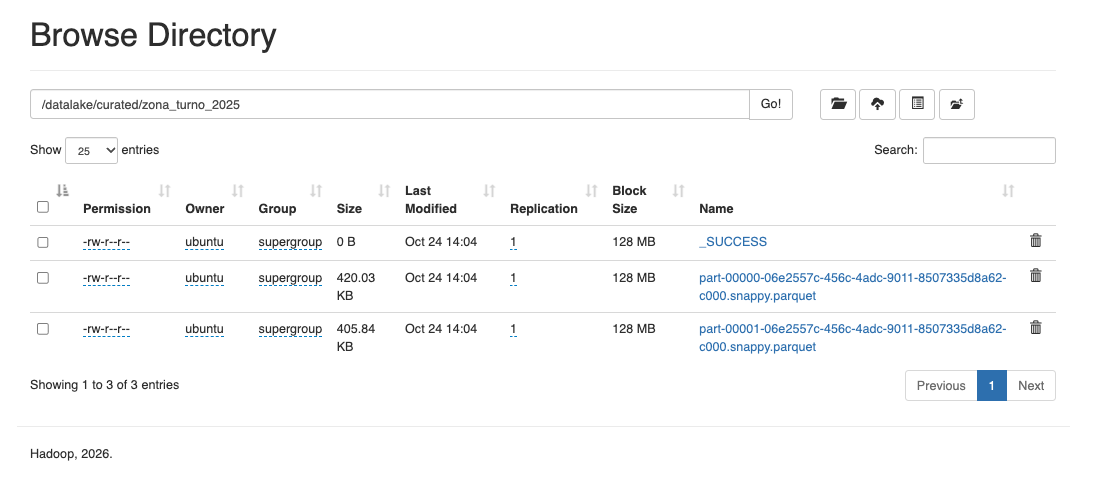 Browse Directory
/datalake/curated/zona_turno_2025 Go!
Show 25 entries Search:
Permission Owner Group Size Last Modified Replication Block Size Name
-rw-r--r-- ubuntu supergroup 0 B Oct 24 14:04 1 128 MB _SUCCESS
-rw-r--r-- ubuntu supergroup 420.03 KB Oct 24 14:04 1 128 MB part-00000-06e2557c-456c-4adc-9011-8507335d8a62-c000.snappy.parquet
-rw-r--r-- ubuntu supergroup 405.84 KB Oct 24 14:04 1 128 MB part-00001-06e2557c-456c-4adc-9011-8507335d8a62-c000.snappy.parquet
Showing 1 to 3 of 3 entries Previous 1 Next
Hadoop, 2026.